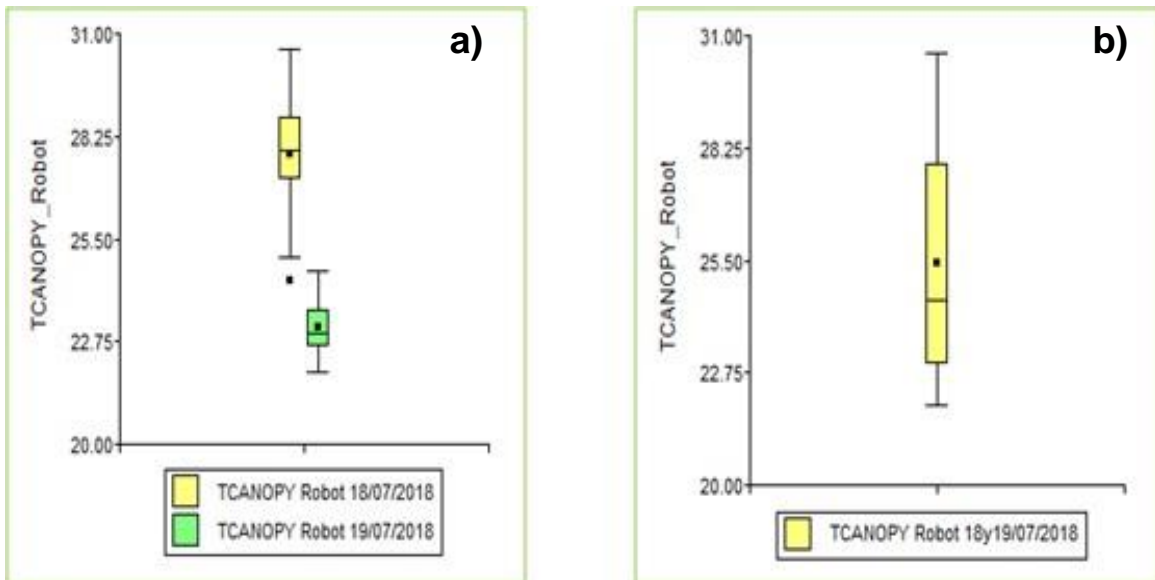 a)
31.00
28.25
25.50
22.75
20.00
TCANOPY_Robot
TCANOPY Robot 18/07/2018
TCANOPY Robot 19/07/2018
b)
31.00
28.25
25.50
22.75
20.00
TCANOPY_Robot
TCANOPY Robot 18y19/07/2018